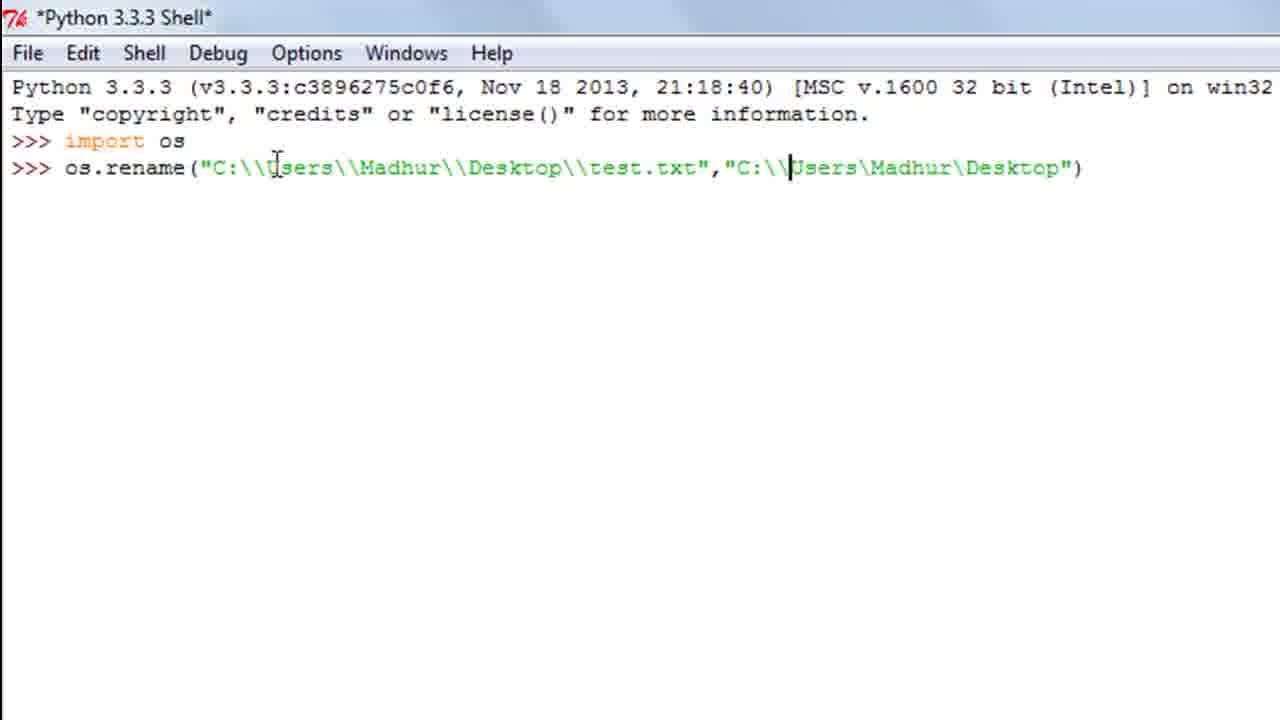 *Python 3.3.3 Shell*
File Edit Shell Debug Options Windows Help
Python 3.3.3 (v3.3.3:c3896275c0f6, Nov 18 2013, 21:18:40) [MSC v.1600 32 bit (Intel)] on win32
Type "copyright", "credits" or "license()" for more information.
>>> import os
>>> os.rename("C:\\Users\\Madhur\\Desktop\\test.txt","C:\\Users\Madhur\Desktop")